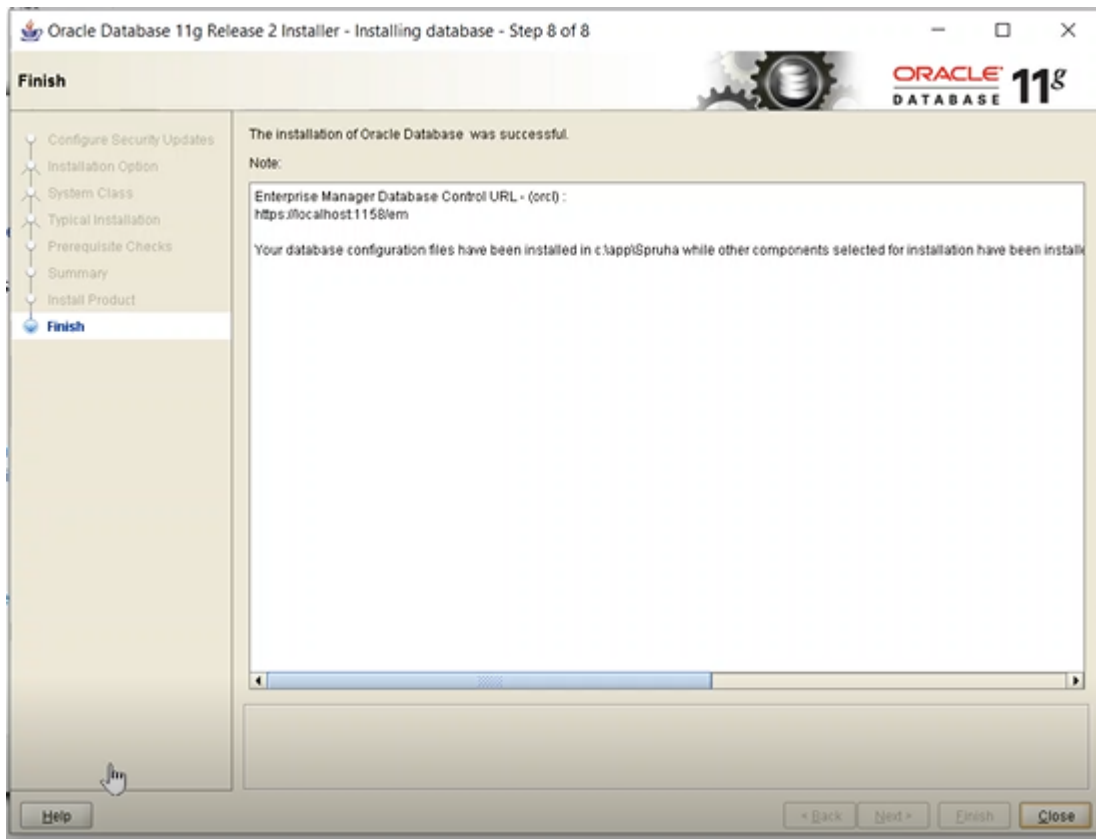 Oracle Database 11g Release 2 Installer - Installing database - Step 8 of 8
Finish
ORACLE
DATABASE 11g
Configure Security Updates
Installation Option
System Class
Typical Installation
Prerequisite Checks
Summary
Install Product
Finish
The installation of Oracle Database was successful.
Note:
Enterprise Manager Database Control URL - (orcl) :
https://localhost:1158/em
Your database configuration files have been installed in c:\app\Spruha while other components selected for installation have been
Help
< Back
Next >
Finish
Close